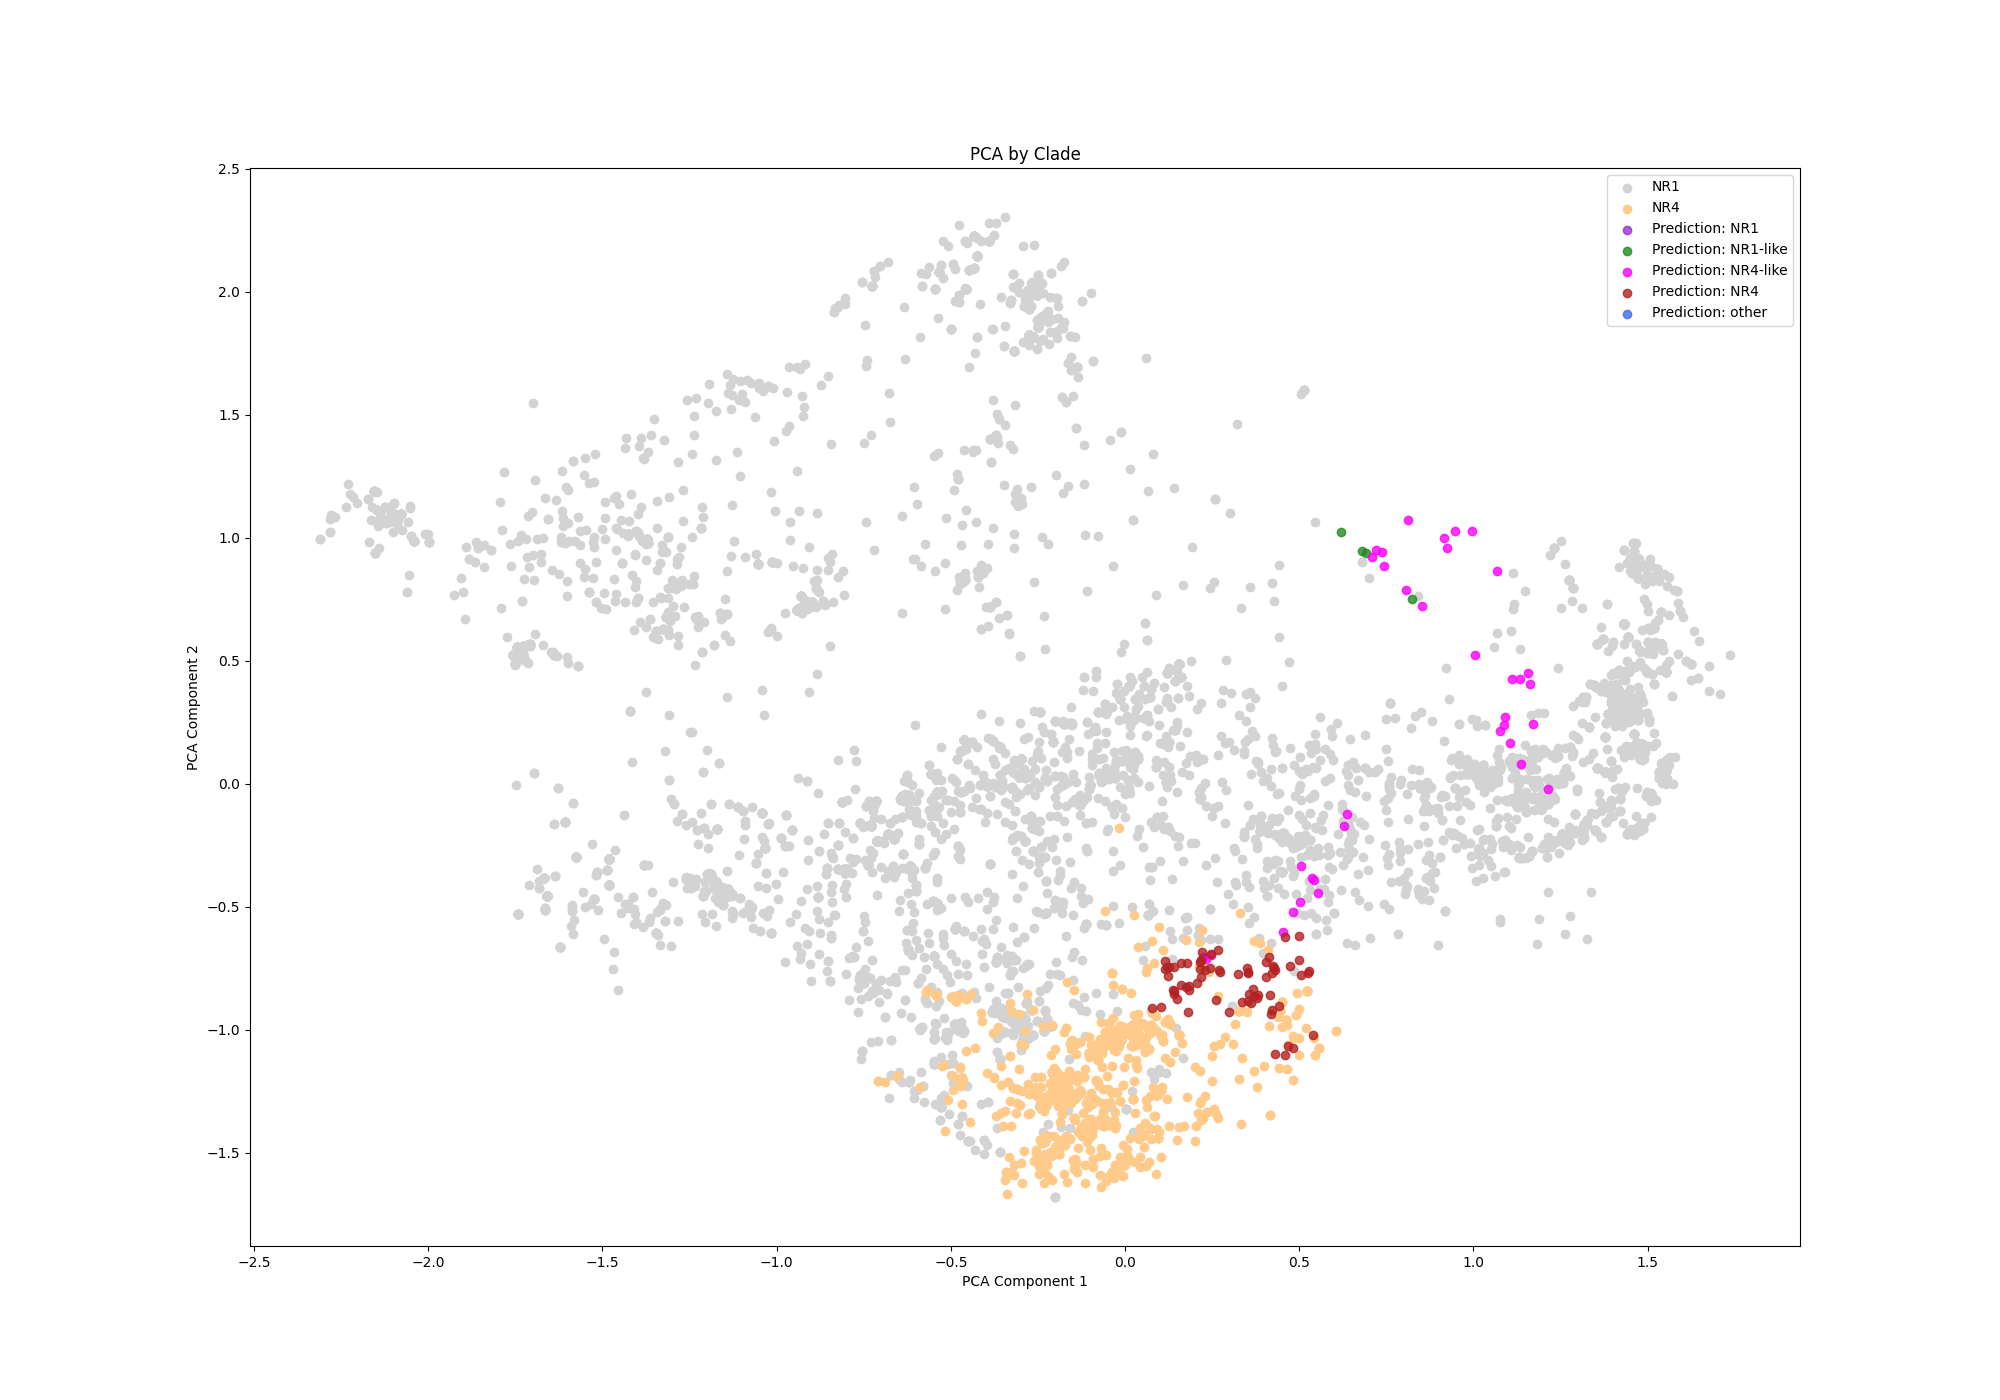 PCA by Clade
NR1
NR4
Prediction: NR1
Prediction: NR1-like
Prediction: NR4-like
Prediction: NR4
Prediction: other
PCA Component 2
2.5
2.0
1.5
1.0
0.5
0.0
−0.5
−1.0
−1.5
−2.5
−2.0
−1.5
−1.0
−0.5
0.0
0.5
1.0
1.5
PCA Component 1